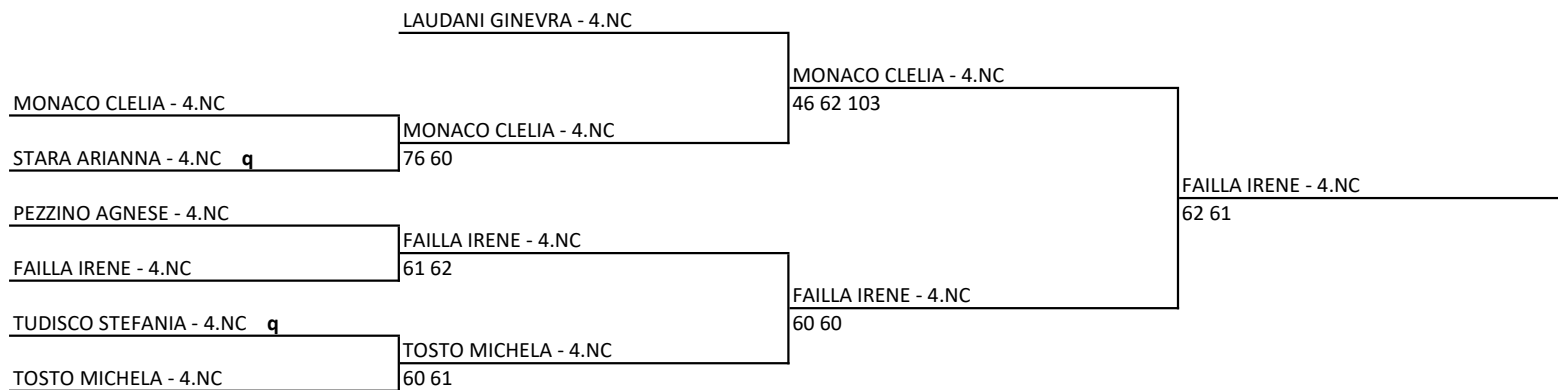 LAUDANI GINEVRA - 4.NC
MONACO CLELIA - 4.NC
MONACO CLELIA - 4.NC
46 62 103
MONACO CLELIA - 4.NC
STARA ARIANNA - 4.NC q
76 60
FAILLA IRENE - 4.NC
PEZZINO AGNESE - 4.NC
62 61
FAILLA IRENE - 4.NC
FAILLA IRENE - 4.NC
61 62
FAILLA IRENE - 4.NC
TUDISCO STEFANIA - 4.NC q
60 60
TOSTO MICHELA - 4.NC
TOSTO MICHELA - 4.NC
60 61